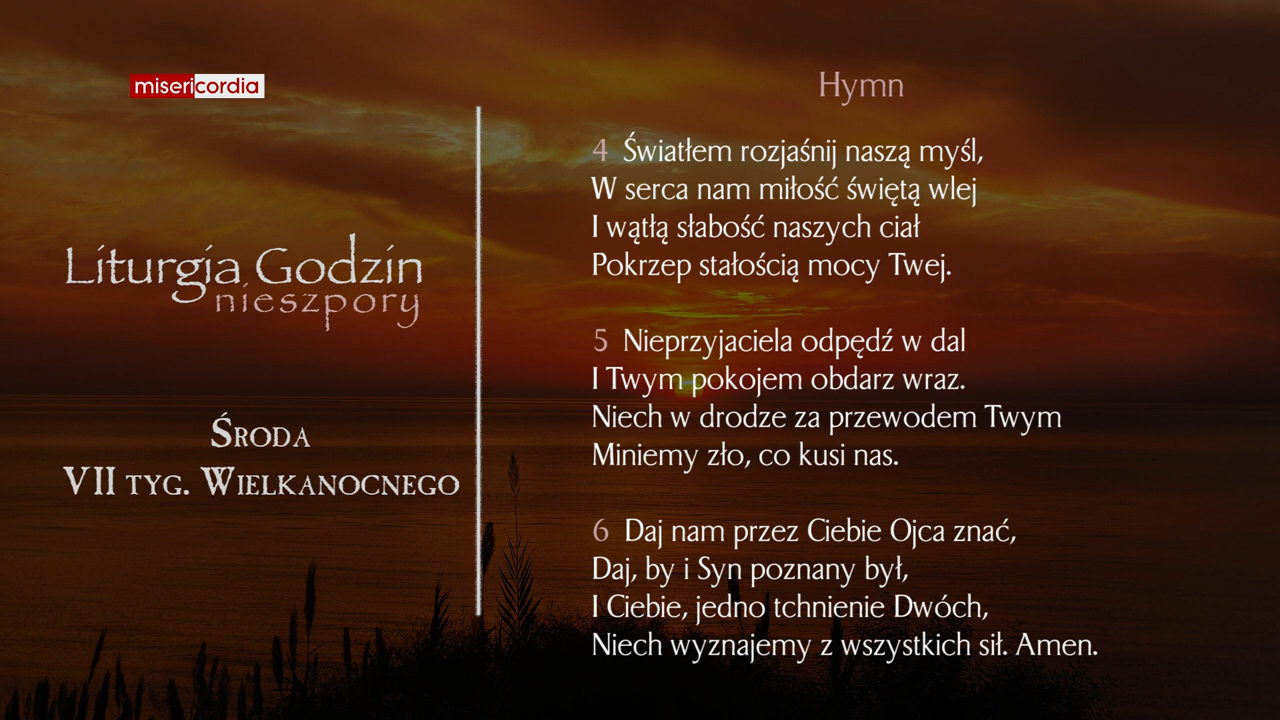 misericordia
Liturgia Godzin
nieszpory
Środa
VII tyg. Wielkanocnego
Hymn
4 Światłem rozjaśnij naszą myśl,
W serca nam miłość świętą wlej
I wątłą słabość naszych ciał
Pokrzep stałością mocy Twej.
5 Nieprzyjaciela odpędź w dal
I Twym pokojem obdarz wraz.
Niech w drodze za przewodem Twym
Miniemy zło, co kusi nas.
6 Daj nam przez Ciebie Ojca znać,
Daj, by i Syn poznany był,
I Ciebie, jedno tchnienie Dwóch,
Niech wyznajemy z wszystkich sił. Amen.